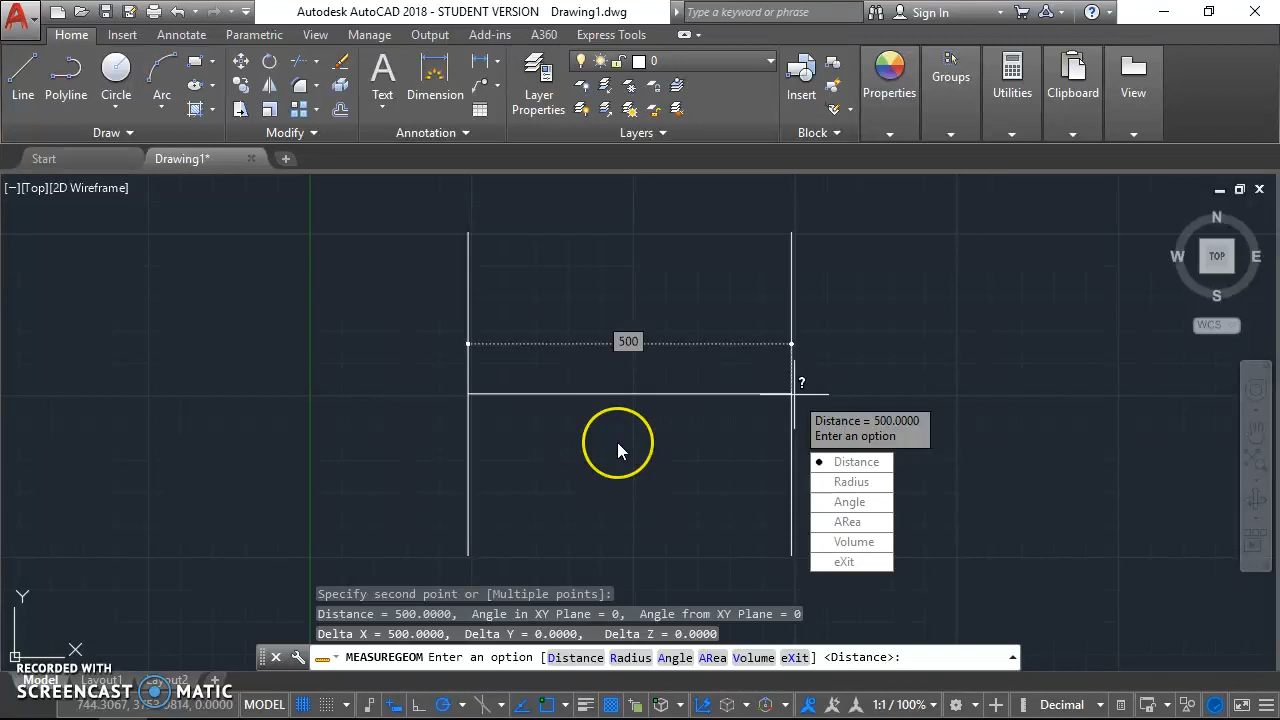 Autodesk AutoCAD 2018 - STUDENT VERSION Drawing1.dwg
Type a keyword or phrase
Sign In
Home Insert Annotate Parametric View Manage Output Add-ins A360 Express Tools
Line Polyline Circle Arc
Text Dimension
Layer Properties
0
Insert
Properties
Groups
Utilities
Clipboard
View
Draw Modify Annotation Layers Block
Start Drawing1*
[−][Top][2D Wireframe]
N
W TOP E
S
WCS
500
?
Distance = 500.0000
Enter an option
Distance
Radius
Angle
ARea
Volume
eXit
Specify second point or [Multiple points]:
Distance = 500.0000, Angle in XY Plane = 0, Angle from XY Plane = 0
Delta X = 500.0000, Delta Y = 0.0000, Delta Z = 0.0000
MEASUREGEOM Enter an option [Distance Radius Angle ARea Volume eXit] <Distance>:
Y
X
RECORDED WITH
SCREENCAST MATIC
Model Layout1 Layout2
MODEL
1:1 / 100%
Decimal